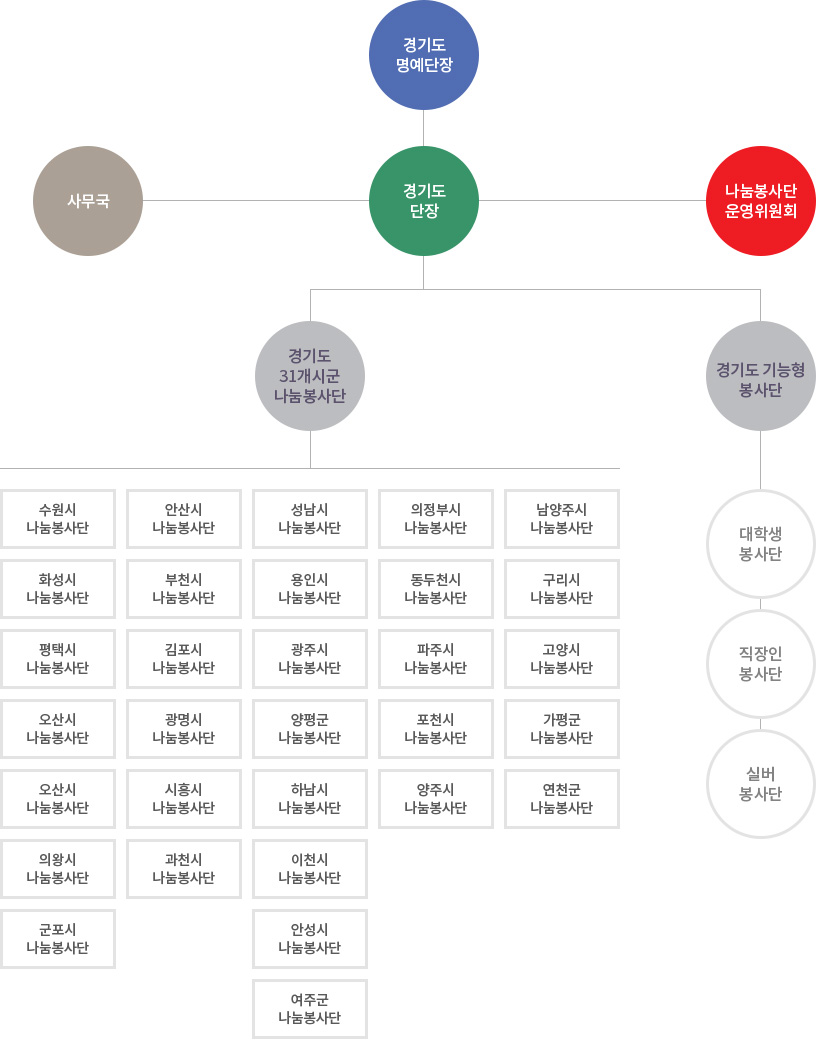 경기도
명예단장
사무국
경기도
단장
나눔봉사단
운영위원회
경기도
31개시군
나눔봉사단
경기도 기능형
봉사단
수원시
나눔봉사단
안산시
나눔봉사단
성남시
나눔봉사단
의정부시
나눔봉사단
남양주시
나눔봉사단
화성시
나눔봉사단
부천시
나눔봉사단
용인시
나눔봉사단
동두천시
나눔봉사단
구리시
나눔봉사단
평택시
나눔봉사단
김포시
나눔봉사단
광주시
나눔봉사단
파주시
나눔봉사단
고양시
나눔봉사단
오산시
나눔봉사단
광명시
나눔봉사단
양평군
나눔봉사단
포천시
나눔봉사단
가평군
나눔봉사단
오산시
나눔봉사단
시흥시
나눔봉사단
하남시
나눔봉사단
양주시
나눔봉사단
연천군
나눔봉사단
의왕시
나눔봉사단
과천시
나눔봉사단
이천시
나눔봉사단
군포시
나눔봉사단
안성시
나눔봉사단
여주군
나눔봉사단
대학생
봉사단
직장인
봉사단
실버
봉사단